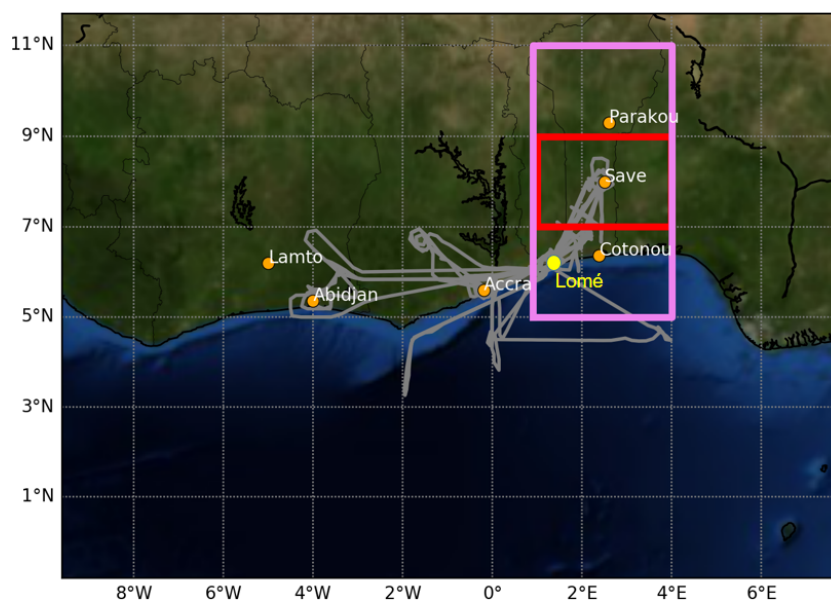 11°N
9°N
7°N
5°N
3°N
1°N
Parakou
Save
Lamto
Cotonou
Abidjan
Accra
Lomé
8°W
6°W
4°W
2°W
0°
2°E
4°E
6°E